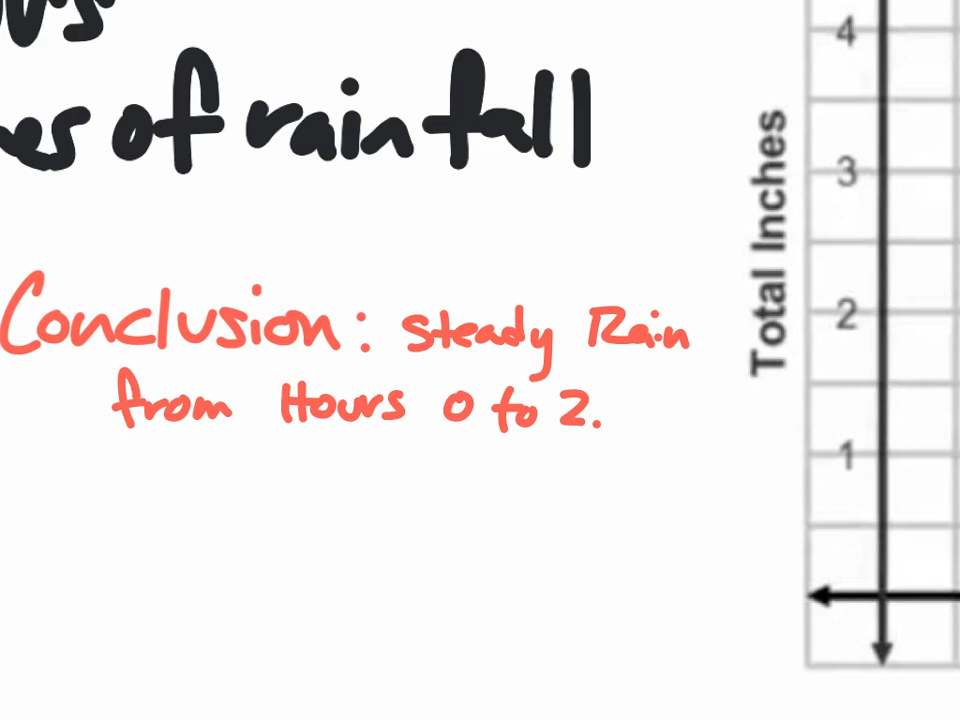 of rainfall
Conclusion: steady Rain
from Hours 0 to 2.
Total Inches
4
3
2
1